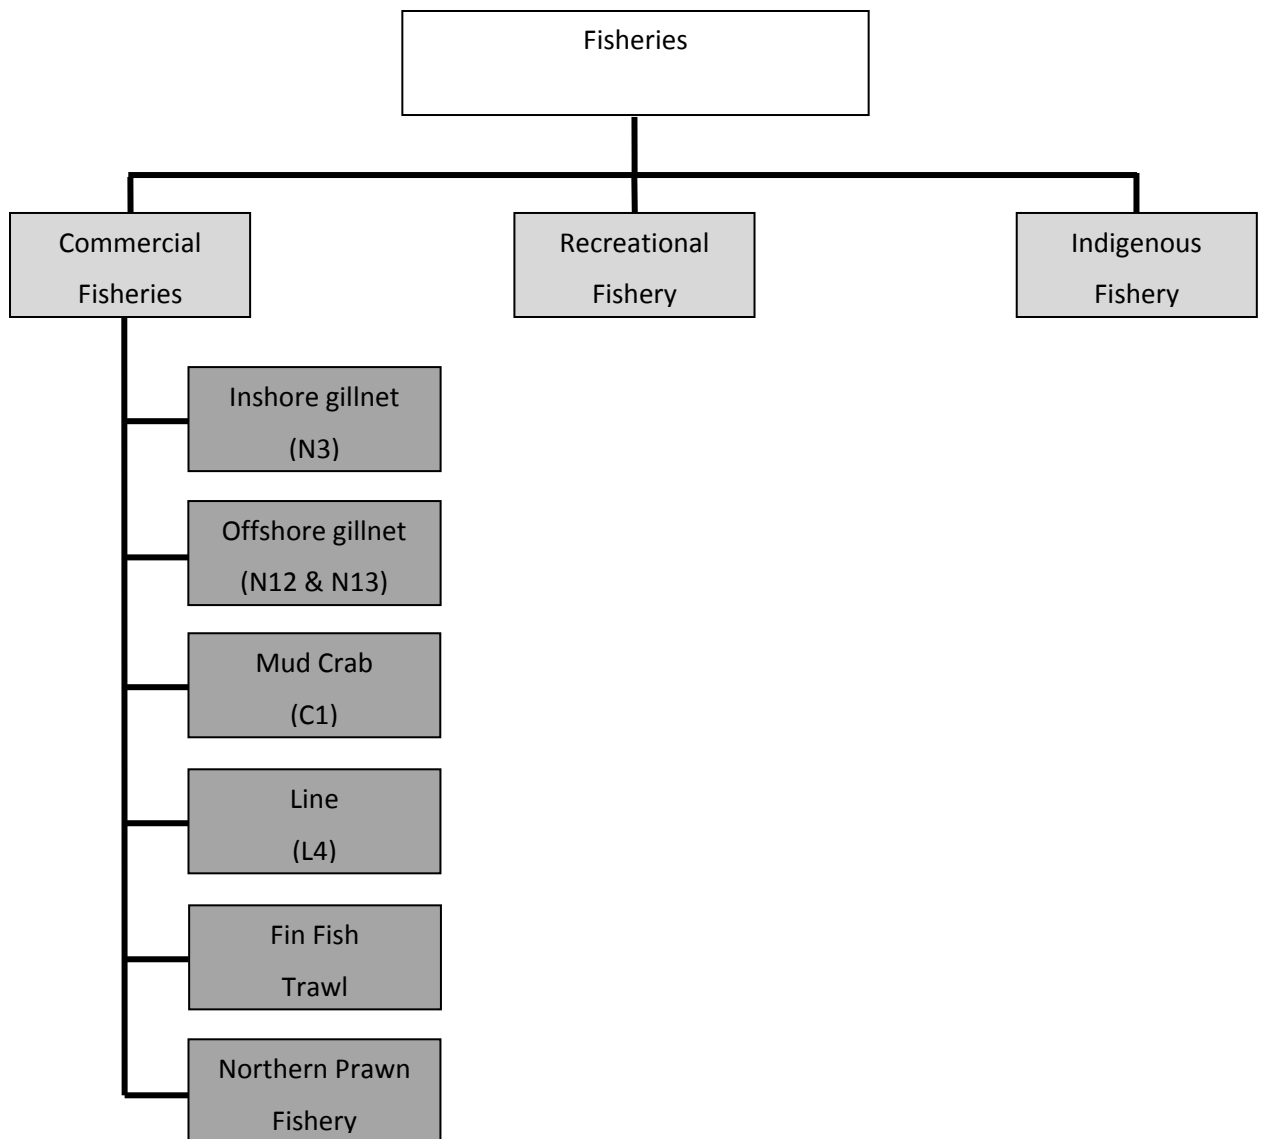 Fisheries
Commercial
Fisheries
Recreational
Fishery
Indigenous
Fishery
Inshore gillnet
(N3)
Offshore gillnet
(N12 & N13)
Mud Crab
(C1)
Line
(L4)
Fin Fish
Trawl
Northern Prawn
Fishery